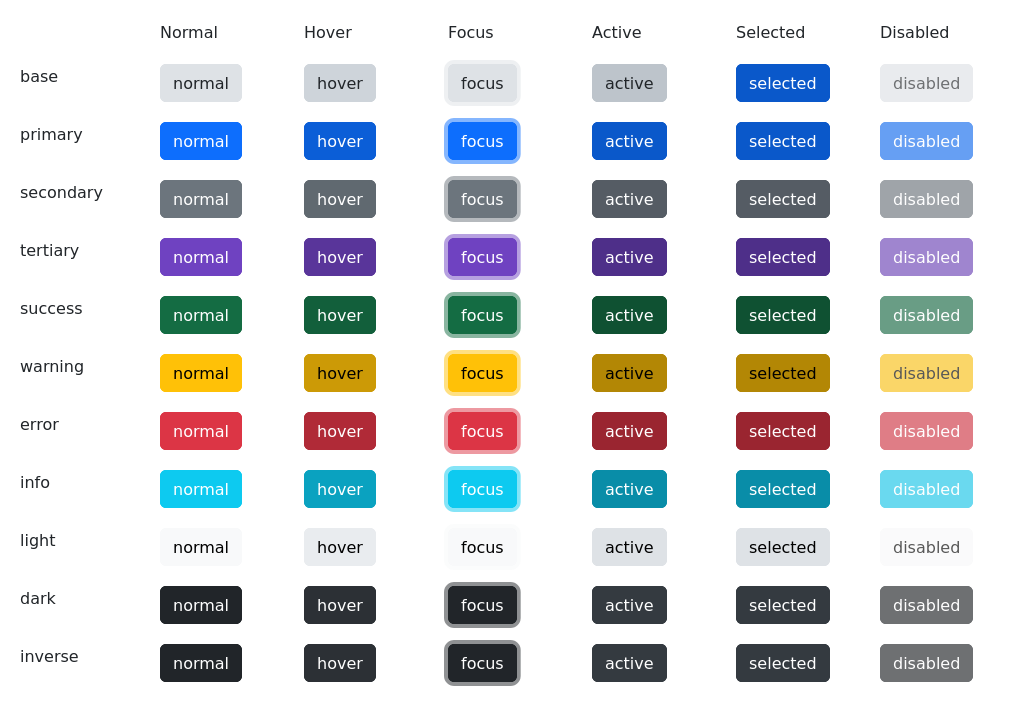 Normal Hover Focus Active Selected Disabled
base normal hover focus active selected disabled
primary normal hover focus active selected disabled
secondary normal hover focus active selected disabled
tertiary normal hover focus active selected disabled
success normal hover focus active selected disabled
warning normal hover focus active selected disabled
error normal hover focus active selected disabled
info normal hover focus active selected disabled
light normal hover focus active selected disabled
dark normal hover focus active selected disabled
inverse normal hover focus active selected disabled